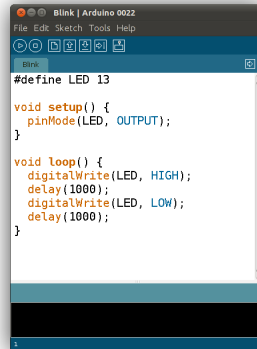 Blink | Arduino 0022
File Edit Sketch Tools Help
Blink
#define LED 13

void setup() {
  pinMode(LED, OUTPUT);
}

void loop() {
  digitalWrite(LED, HIGH);
  delay(1000);
  digitalWrite(LED, LOW);
  delay(1000);
}
1